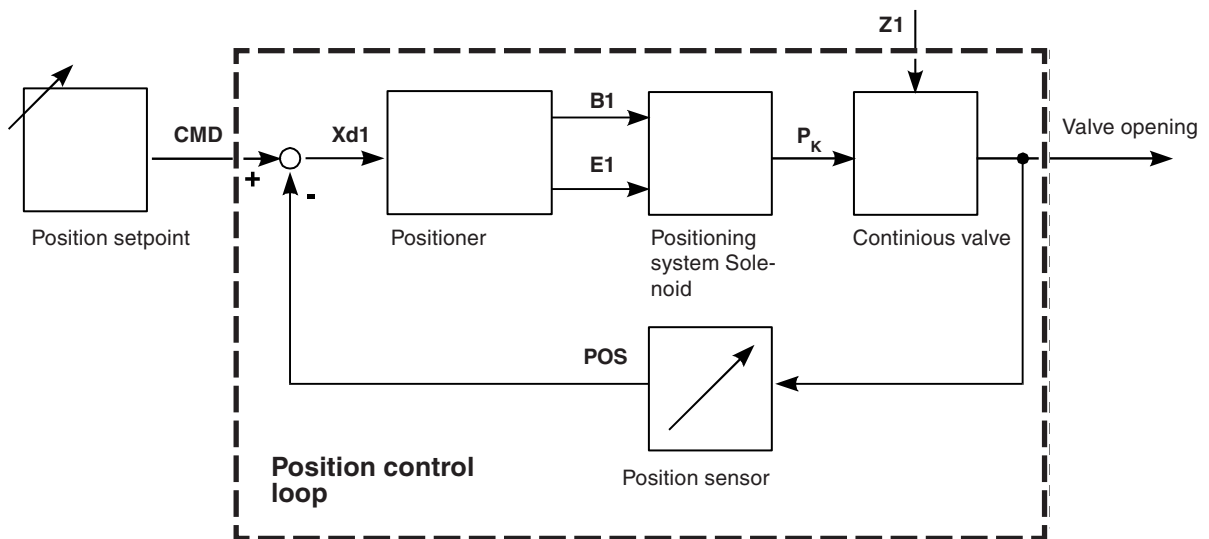 Z1
CMD
Xd1
B1
E1
P_K
Valve opening
+
-
Position setpoint
Positioner
Positioning
system Sole-
noid
Continious valve
POS
Position control
loop
Position sensor